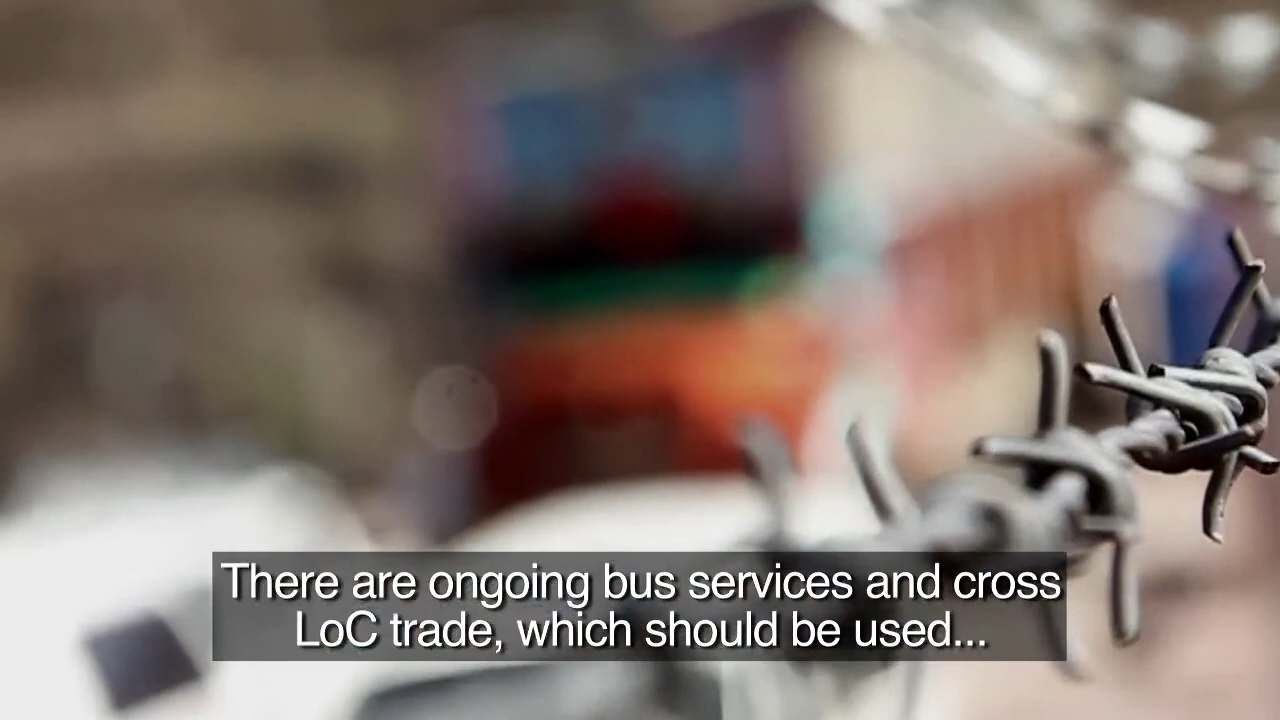 There are ongoing bus services and cross
LoC trade, which should be used...